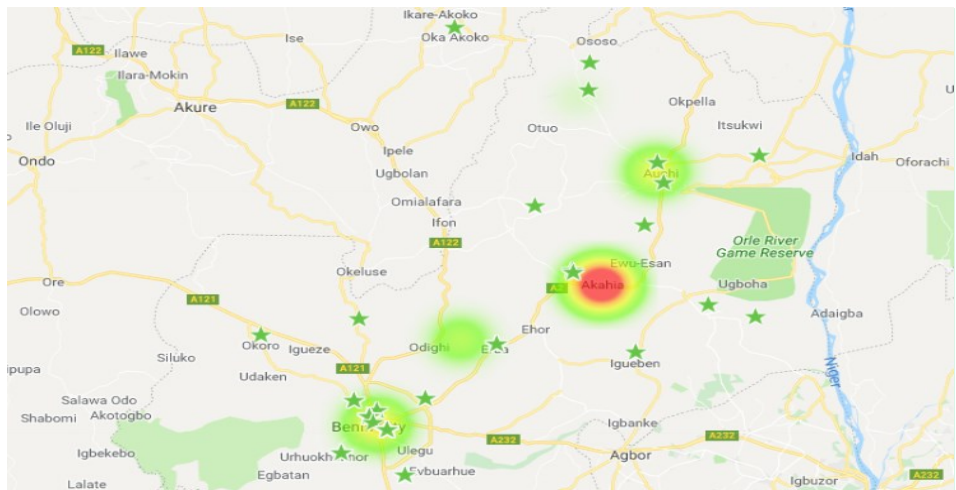 Ikare-Akoko
Oka Akoko
Ise
Ososo
A122
Ilawe
Ilara-Mokin
Akure
A122
Okpella
Itsukwi
Owo
Otuo
Ile Oluji
Ondo
Ipele
Ugbolan
Idah
Oforachi
Auchi
Omialafara
Ifon
A122
Orle River
Game Reserve
Ewu-Esan
Okeluse
Ore
A121
Akahia
Ugboha
Olowo
Adaigba
Ehor
Okoro
Igueze
Odighi
Siluko
Igueben
Niger
A121
Udaken
Salawa Odo
Akotogbo
Shabomi
Igbanke
A232
A232
Igbekebo
Ulegu
Agbor
Egbatan
Evbuarhue
Lalate
Igbuzor
A232